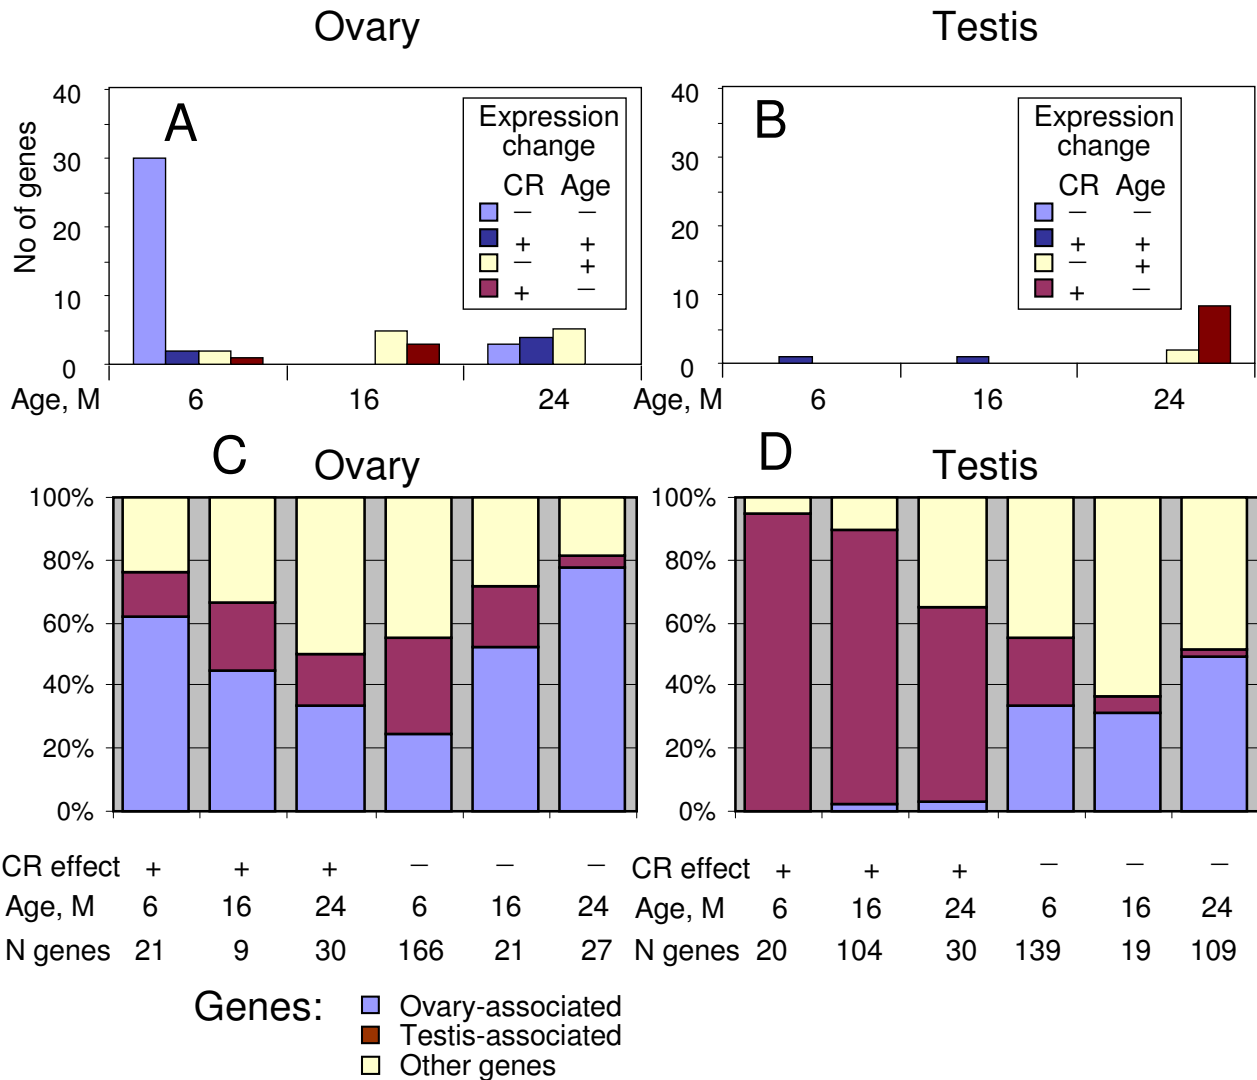 Ovary Testis
40 A Expression change CR Age
— —
+ +
— +
+ —
No of genes
30
20
10
0
Age, M 6 16 24
40 B Expression change CR Age
— —
+ +
— +
+ —
30
20
10
0
Age, M 6 16 24
C Ovary
100%
80%
60%
40%
20%
0%
D Testis
100%
80%
60%
40%
20%
0%
CR effect + + + — — —
Age, M 6 16 24 6 16 24
N genes 21 9 30 166 21 27
CR effect + + + — — —
Age, M 6 16 24 6 16 24
N genes 20 104 30 139 19 109
Genes:
Ovary-associated
Testis-associated
Other genes